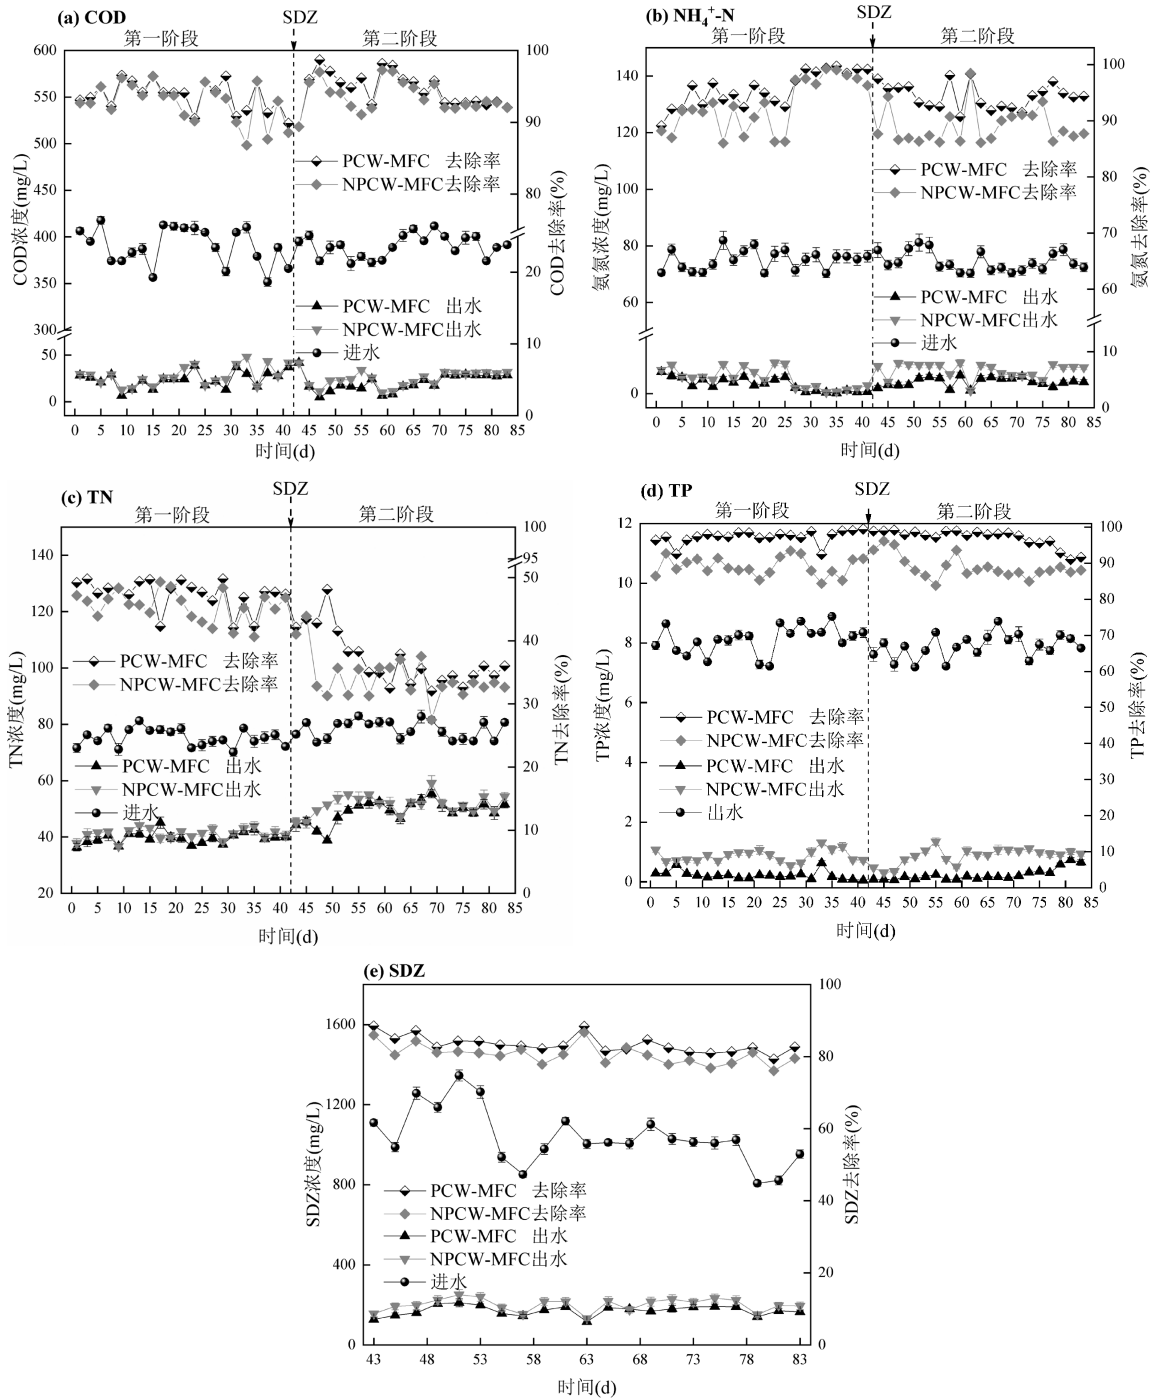 (a) COD
SDZ
第一阶段
第二阶段
600
550
500
450
400
350
300
50
0
COD浓度(mg/L)
100
90
80
20
10
0
COD去除率(%)
PCW-MFC 去除率
NPCW-MFC去除率
PCW-MFC 出水
NPCW-MFC出水
进水
0 5 10 15 20 25 30 35 40 45 50 55 60 65 70 75 80 85
时间(d)
(b) NH₄⁺-N
SDZ
第一阶段
第二阶段
140
120
100
80
60
0
氨氮浓度(mg/L)
100
90
80
70
60
10
0
氨氮去除率(%)
PCW-MFC 去除率
NPCW-MFC去除率
PCW-MFC 出水
NPCW-MFC出水
进水
0 5 10 15 20 25 30 35 40 45 50 55 60 65 70 75 80 85
时间(d)
(c) TN
SDZ
第一阶段
第二阶段
140
120
100
80
60
40
20
TN浓度(mg/L)
100
95
50
40
30
20
10
0
TN去除率(%)
PCW-MFC 去除率
NPCW-MFC去除率
PCW-MFC 出水
NPCW-MFC出水
进水
0 5 10 15 20 25 30 35 40 45 50 55 60 65 70 75 80 85
时间(d)
(d) TP
SDZ
第一阶段
第二阶段
12
10
8
6
4
2
0
TP浓度(mg/L)
100
90
80
70
60
50
40
30
20
10
0
TP去除率(%)
PCW-MFC 去除率
NPCW-MFC去除率
PCW-MFC 出水
NPCW-MFC出水
出水
0 5 10 15 20 25 30 35 40 45 50 55 60 65 70 75 80 85
时间(d)
(e) SDZ
1600
1200
800
400
0
SDZ浓度(mg/L)
100
80
60
40
20
0
SDZ去除率(%)
PCW-MFC 去除率
NPCW-MFC去除率
PCW-MFC 出水
NPCW-MFC出水
进水
43 48 53 58 63 68 73 78 83
时间(d)